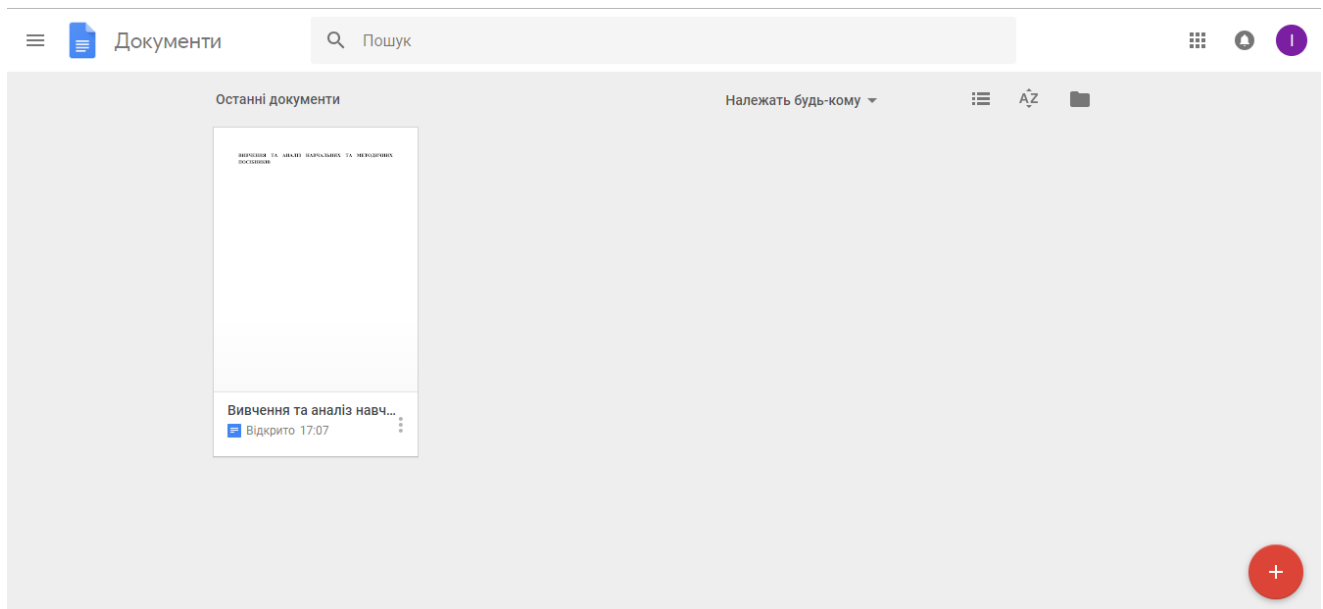 Документи
Пошук
І
Останні документи
Належать будь-кому
AZ
ВИВЧЕННЯ ТА АНАЛІЗ НАВЧАЛЬНИХ ТА МЕТОДИЧНИХ
ПОСІБНИКІВ
Вивчення та аналіз навч...
Відкрито 17:07